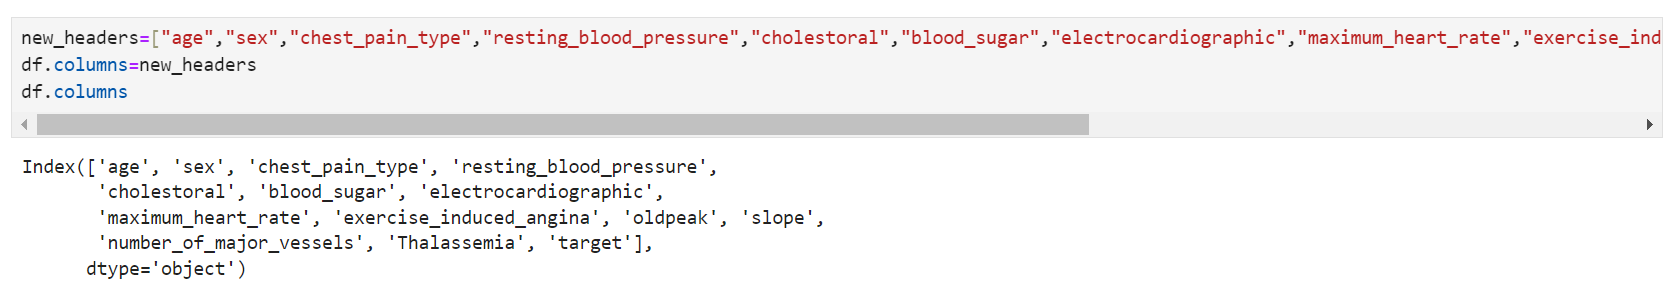 new_headers=["age","sex","chest_pain_type","resting_blood_pressure","cholestoral","blood_sugar","electrocardiographic","maximum_heart_rate","exercise_ind
df.columns=new_headers
df.columns
Index(['age', 'sex', 'chest_pain_type', 'resting_blood_pressure',
'cholestoral', 'blood_sugar', 'electrocardiographic',
'maximum_heart_rate', 'exercise_induced_angina', 'oldpeak', 'slope',
'number_of_major_vessels', 'Thalassemia', 'target'],
dtype='object')